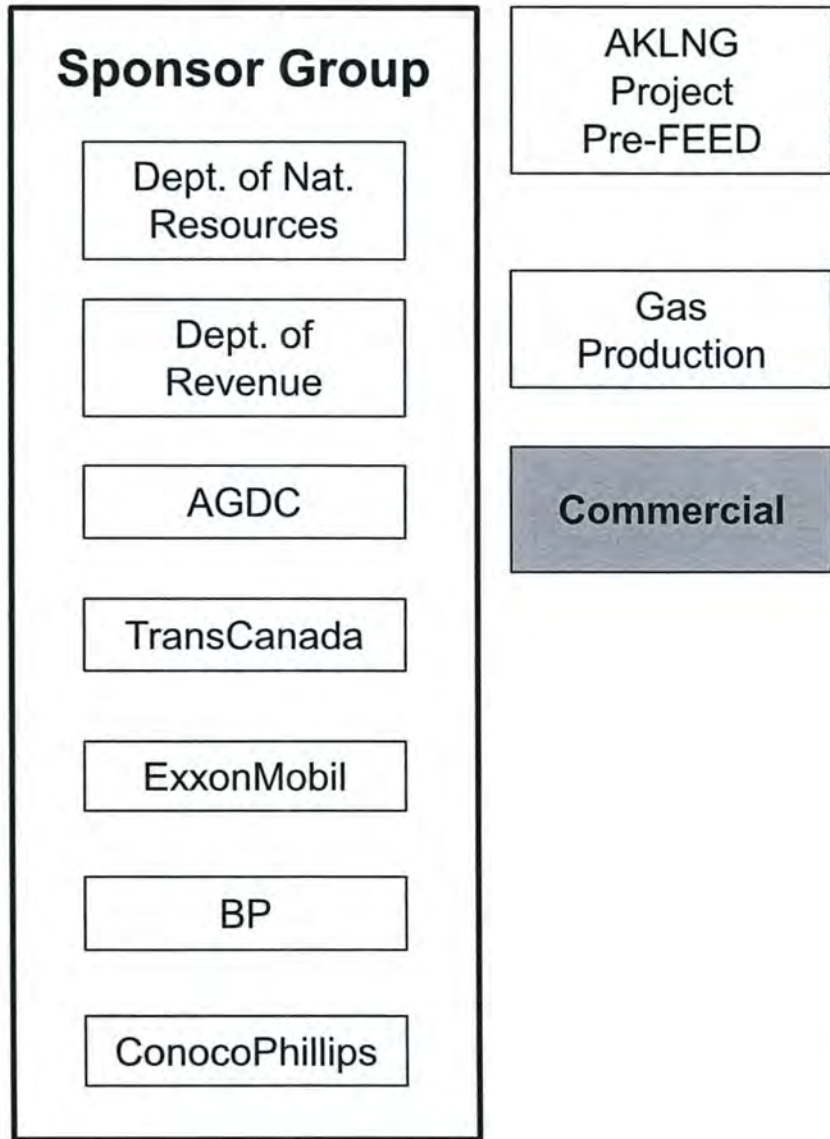 Sponsor Group
Dept. of Nat.
Resources
Dept. of
Revenue
AGDC
TransCanada
ExxonMobil
BP
ConocoPhillips
AKLNG
Project
Pre-FEED
Gas
Production
Commercial